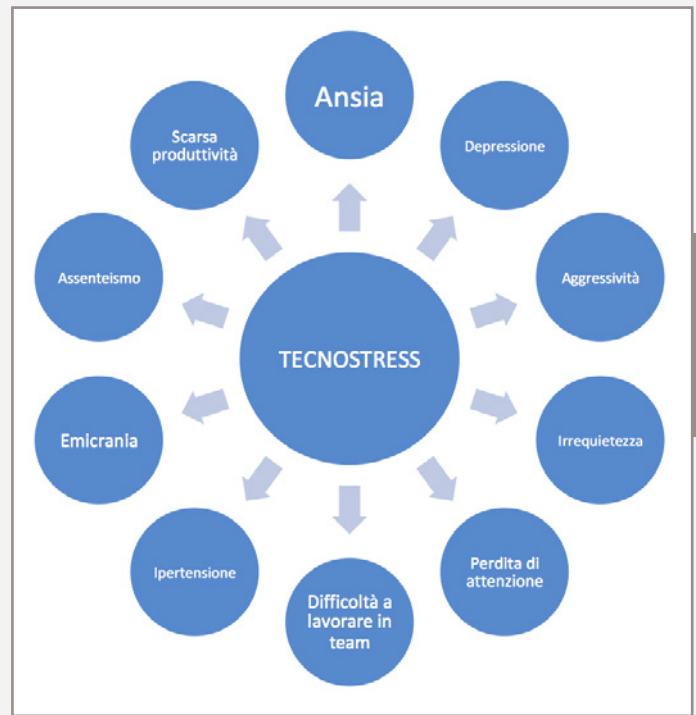 Ansia
Depressione
Aggressività
Irrequietezza
Perdita di
attenzione
Difficoltà a
lavorare in
team
Ipertensione
Emicrania
Assenteismo
Scarsa
produttività
TECNOSTRESS